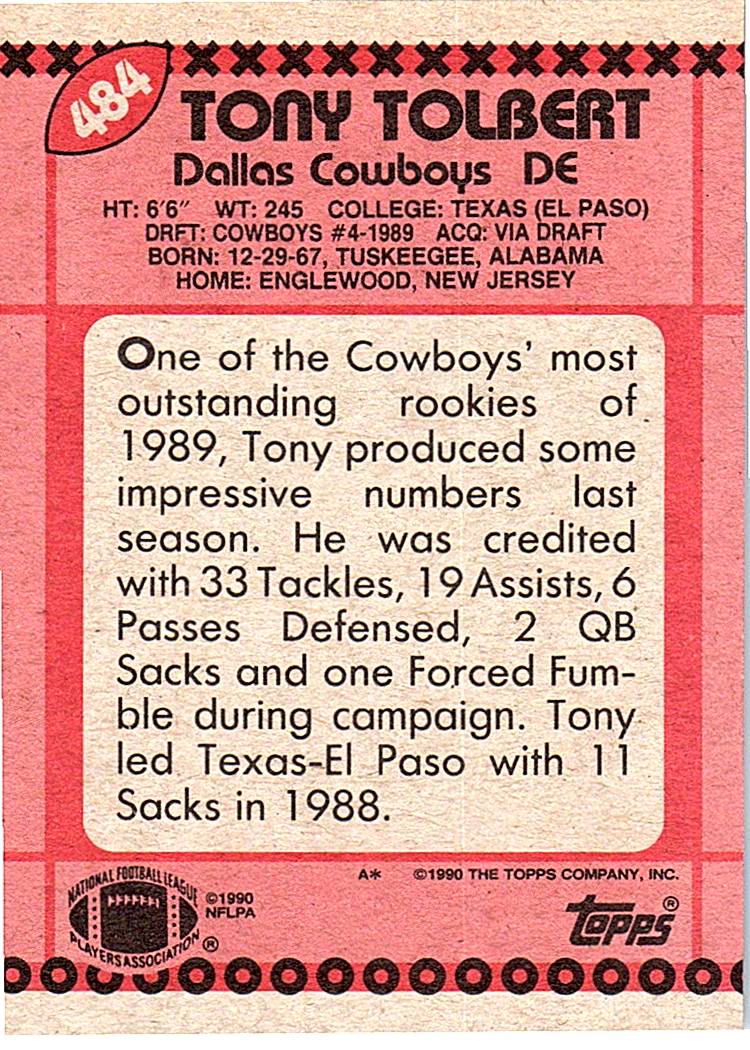 484
TONY TOLBERT
Dallas Cowboys DE
HT: 6'6" WT: 245 COLLEGE: TEXAS (EL PASO)
DRFT: COWBOYS #4-1989 ACQ: VIA DRAFT
BORN: 12-29-67, TUSKEEGEE, ALABAMA
HOME: ENGLEWOOD, NEW JERSEY
One of the Cowboys' most
outstanding rookies of
1989, Tony produced some
impressive numbers last
season. He was credited
with 33 Tackles, 19 Assists, 6
Passes Defensed, 2 QB
Sacks and one Forced Fum-
ble during campaign. Tony
led Texas-El Paso with 11
Sacks in 1988.
A* ©1990 THE TOPPS COMPANY, INC.
NATIONAL FOOTBALL LEAGUE
PLAYERS ASSOCIATION ®
©1990
NFLPA
topps ®